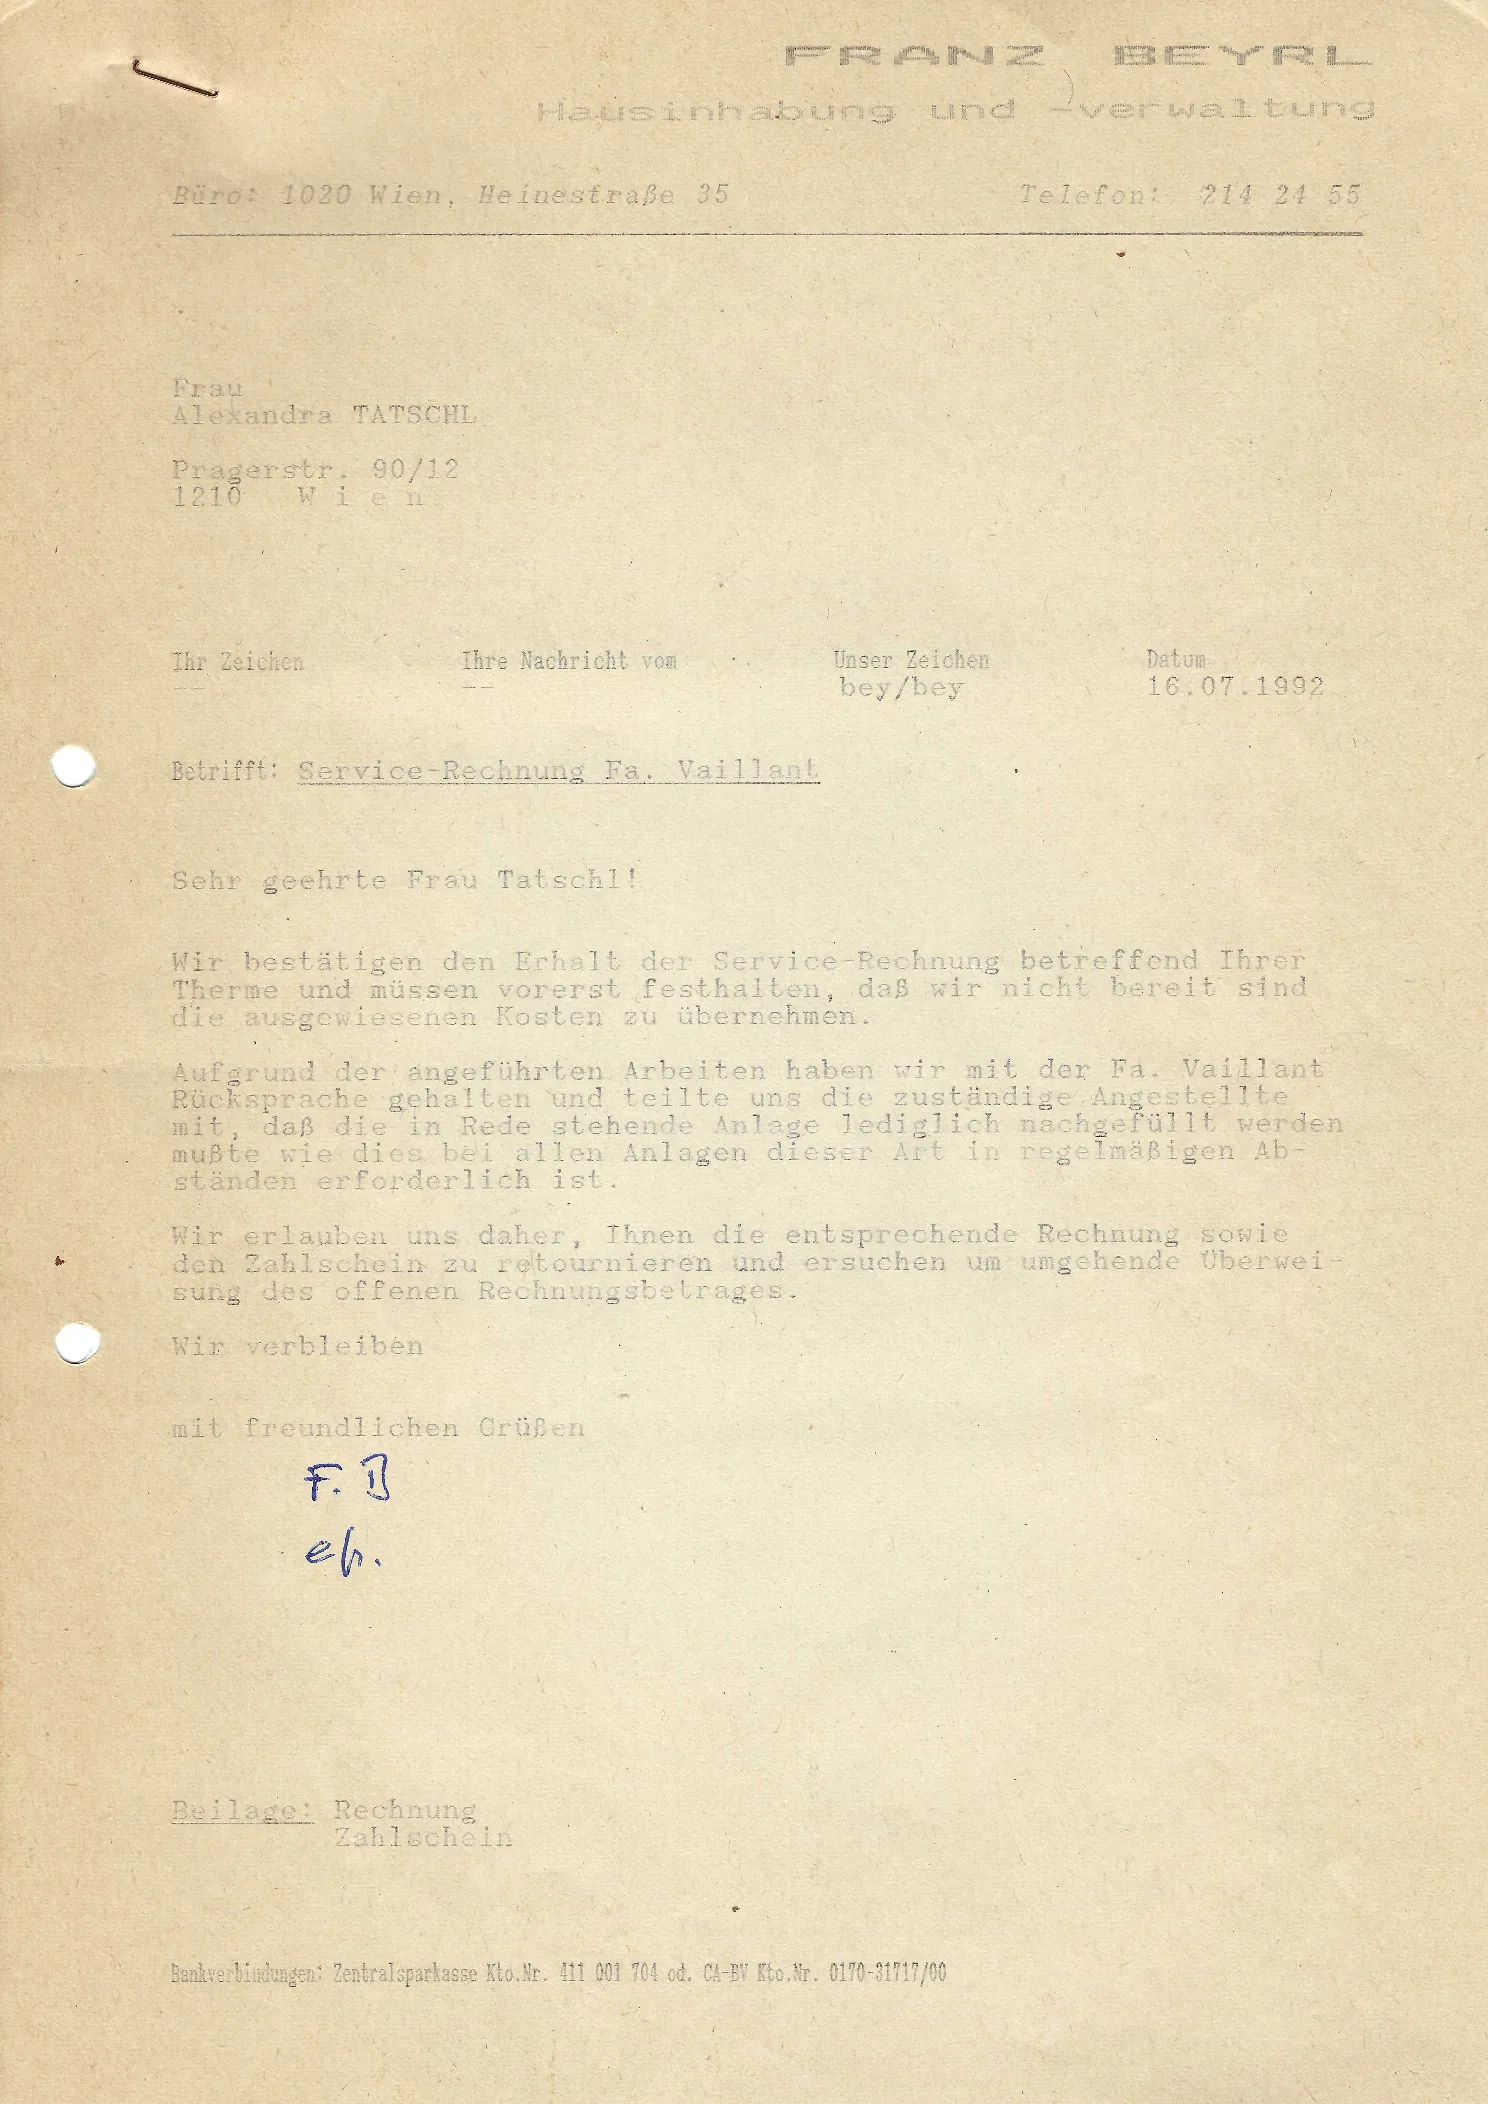 FRANZ BEYRL
Hausinhabung und -verwaltung
Büro: 1020 Wien, Heinestraße 35 Telefon: 214 24 55
Frau
Alexandra TATSCHL
Pragerstr. 90/12
1210 W i e n
Ihr Zeichen Ihre Nachricht vom Unser Zeichen Datum
-- -- bey/bey 16.07.1992
Betrifft: Service-Rechnung Fa. Vaillant
Sehr geehrte Frau Tatschl!
Wir bestätigen den Erhalt der Service-Rechnung betreffend Ihrer
Therme und müssen vorerst festhalten, daß wir nicht bereit sind
die ausgewiesenen Kosten zu übernehmen.
Aufgrund der angeführten Arbeiten haben wir mit der Fa. Vaillant
Rücksprache gehalten und teilte uns die zuständige Angestellte
mit, daß die in Rede stehende Anlage lediglich nachgefüllt werden
mußte wie dies bei allen Anlagen dieser Art in regelmäßigen Ab-
ständen erforderlich ist.
Wir erlauben uns daher, Ihnen die entsprechende Rechnung sowie
den Zahlschein zu retournieren und ersuchen um umgehende Überwei-
sung des offenen Rechnungsbetrages.
Wir verbleiben
mit freundlichen Grüßen
F. B
eh.
Beilage: Rechnung
Zahlschein
Bankverbindungen: Zentralsparkasse Kto.Nr. 411 001 704 od. CA-BV Kto.Nr. 0170-31717/00